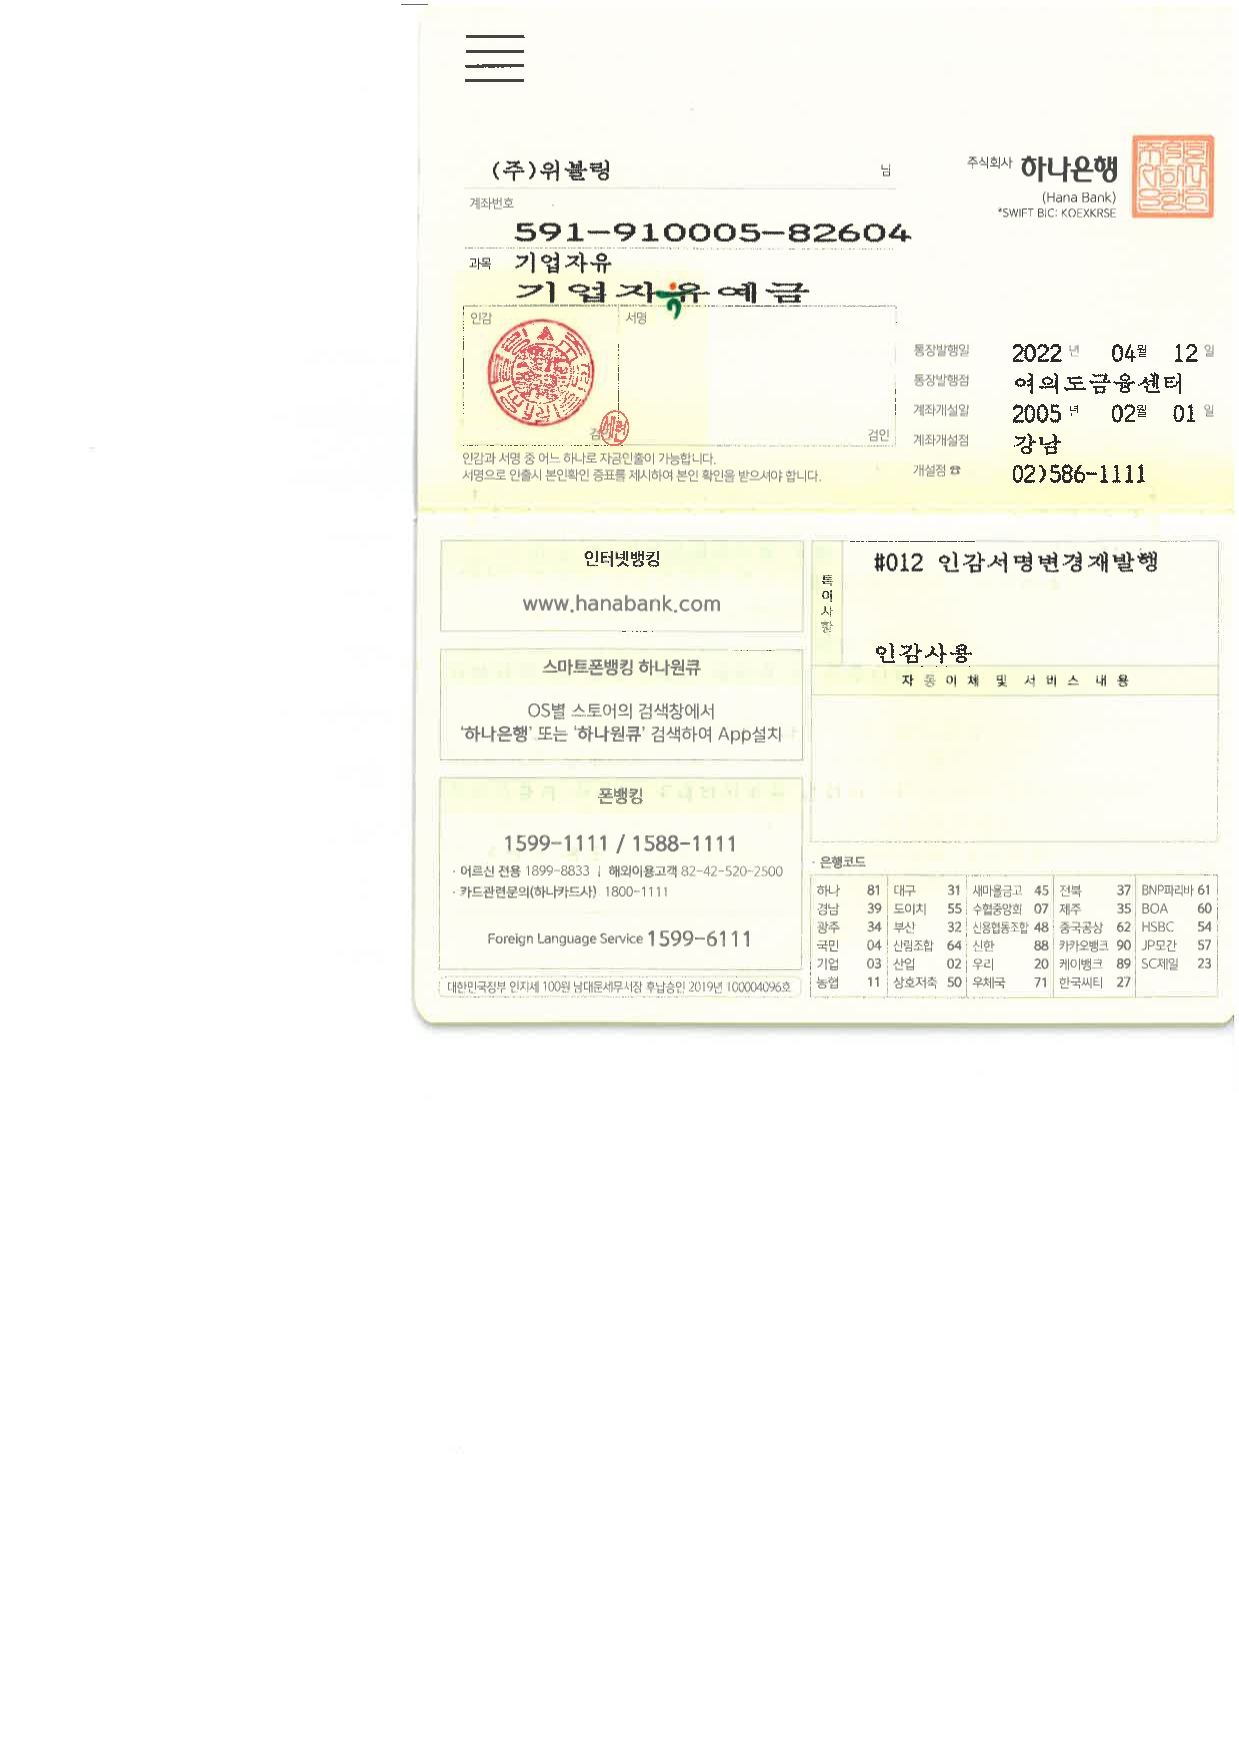 (주)위블링 님
주식회사 하나은행
(Hana Bank)
*SWIFT BIC: KOEXKRSE
계좌번호
591-910005-82604
과목 기업자유
기업자유예금
인감
서명
검인
통장발행일 2022 년 04월 12 일
통장발행점 여의도금융센터
계좌개설일 2005 년 02월 01 일
계좌개설점 강남
개설점 ☎ 02)586-1111
인감과 서명 중 어느 하나로 자금인출이 가능합니다.
서명으로 인출시 본인확인 증표를 제시하여 본인 확인을 받으셔야 합니다.
인터넷뱅킹
www.hanabank.com
스마트폰뱅킹 하나원큐
OS별 스토어의 검색창에서
'하나은행' 또는 '하나원큐' 검색하여 App설치
폰뱅킹
1599-1111 / 1588-1111
· 어르신 전용 1899-8833 | 해외이용고객 82-42-520-2500
· 카드관련문의(하나카드사) 1800-1111
Foreign Language Service 1599-6111
대한민국정부 인지세 100원 남대문세무서장 후납승인 2019년 100004096호
특이사항
#012 인감서명변경재발행
인감사용
자 동 이 체 및 서 비 스 내 용
· 은행코드
하나 81 대구 31 새마을금고 45 전북 37 BNP파리바 61
경남 39 도이치 55 수협중앙회 07 제주 35 BOA 60
광주 34 부산 32 신용협동조합 48 중국공상 62 HSBC 54
국민 04 산림조합 64 신한 88 카카오뱅크 90 JP모간 57
기업 03 산업 02 우리 20 케이뱅크 89 SC제일 23
농협 11 상호저축 50 우체국 71 한국씨티 27